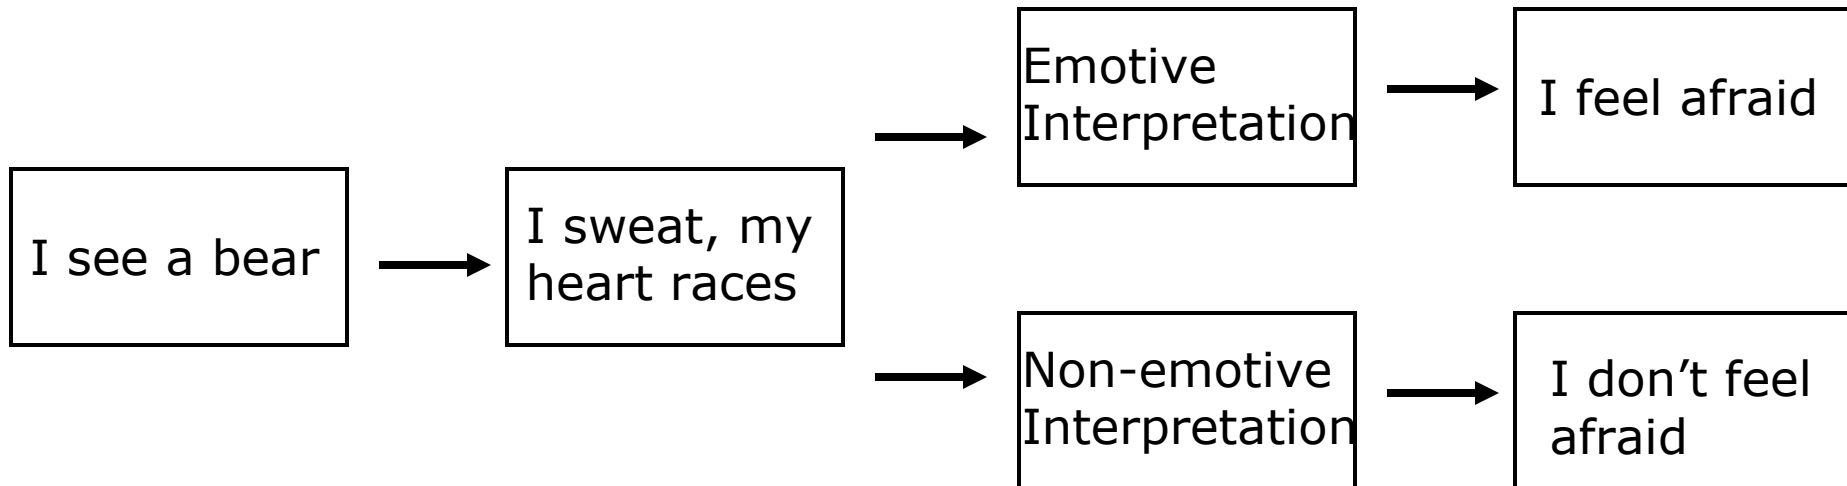 I see a bear
I sweat, my
heart races
Emotive
Interpretation
I feel afraid
Non-emotive
Interpretation
I don’t feel
afraid